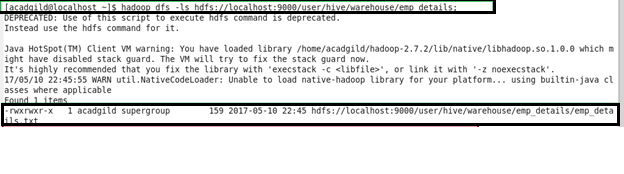 [acadgild@localhost ~]$ hadoop dfs -ls hdfs://localhost:9000/user/hive/warehouse/emp_details;
DEPRECATED: Use of this script to execute hdfs command is deprecated.
Instead use the hdfs command for it.
Java HotSpot(TM) Client VM warning: You have loaded library /home/acadgild/hadoop-2.7.2/lib/native/libhadoop.so.1.0.0 which m
ight have disabled stack guard. The VM will try to fix the stack guard now.
It's highly recommended that you fix the library with 'execstack -c <libfile>', or link it with '-z noexecstack'.
17/05/10 22:45:55 WARN util.NativeCodeLoader: Unable to load native-hadoop library for your platform... using builtin-java cl
asses where applicable
Found 1 items
-rwxrwxr-x 1 acadgild supergroup 159 2017-05-10 22:45 hdfs://localhost:9000/user/hive/warehouse/emp_details/emp_deta
ils.txt